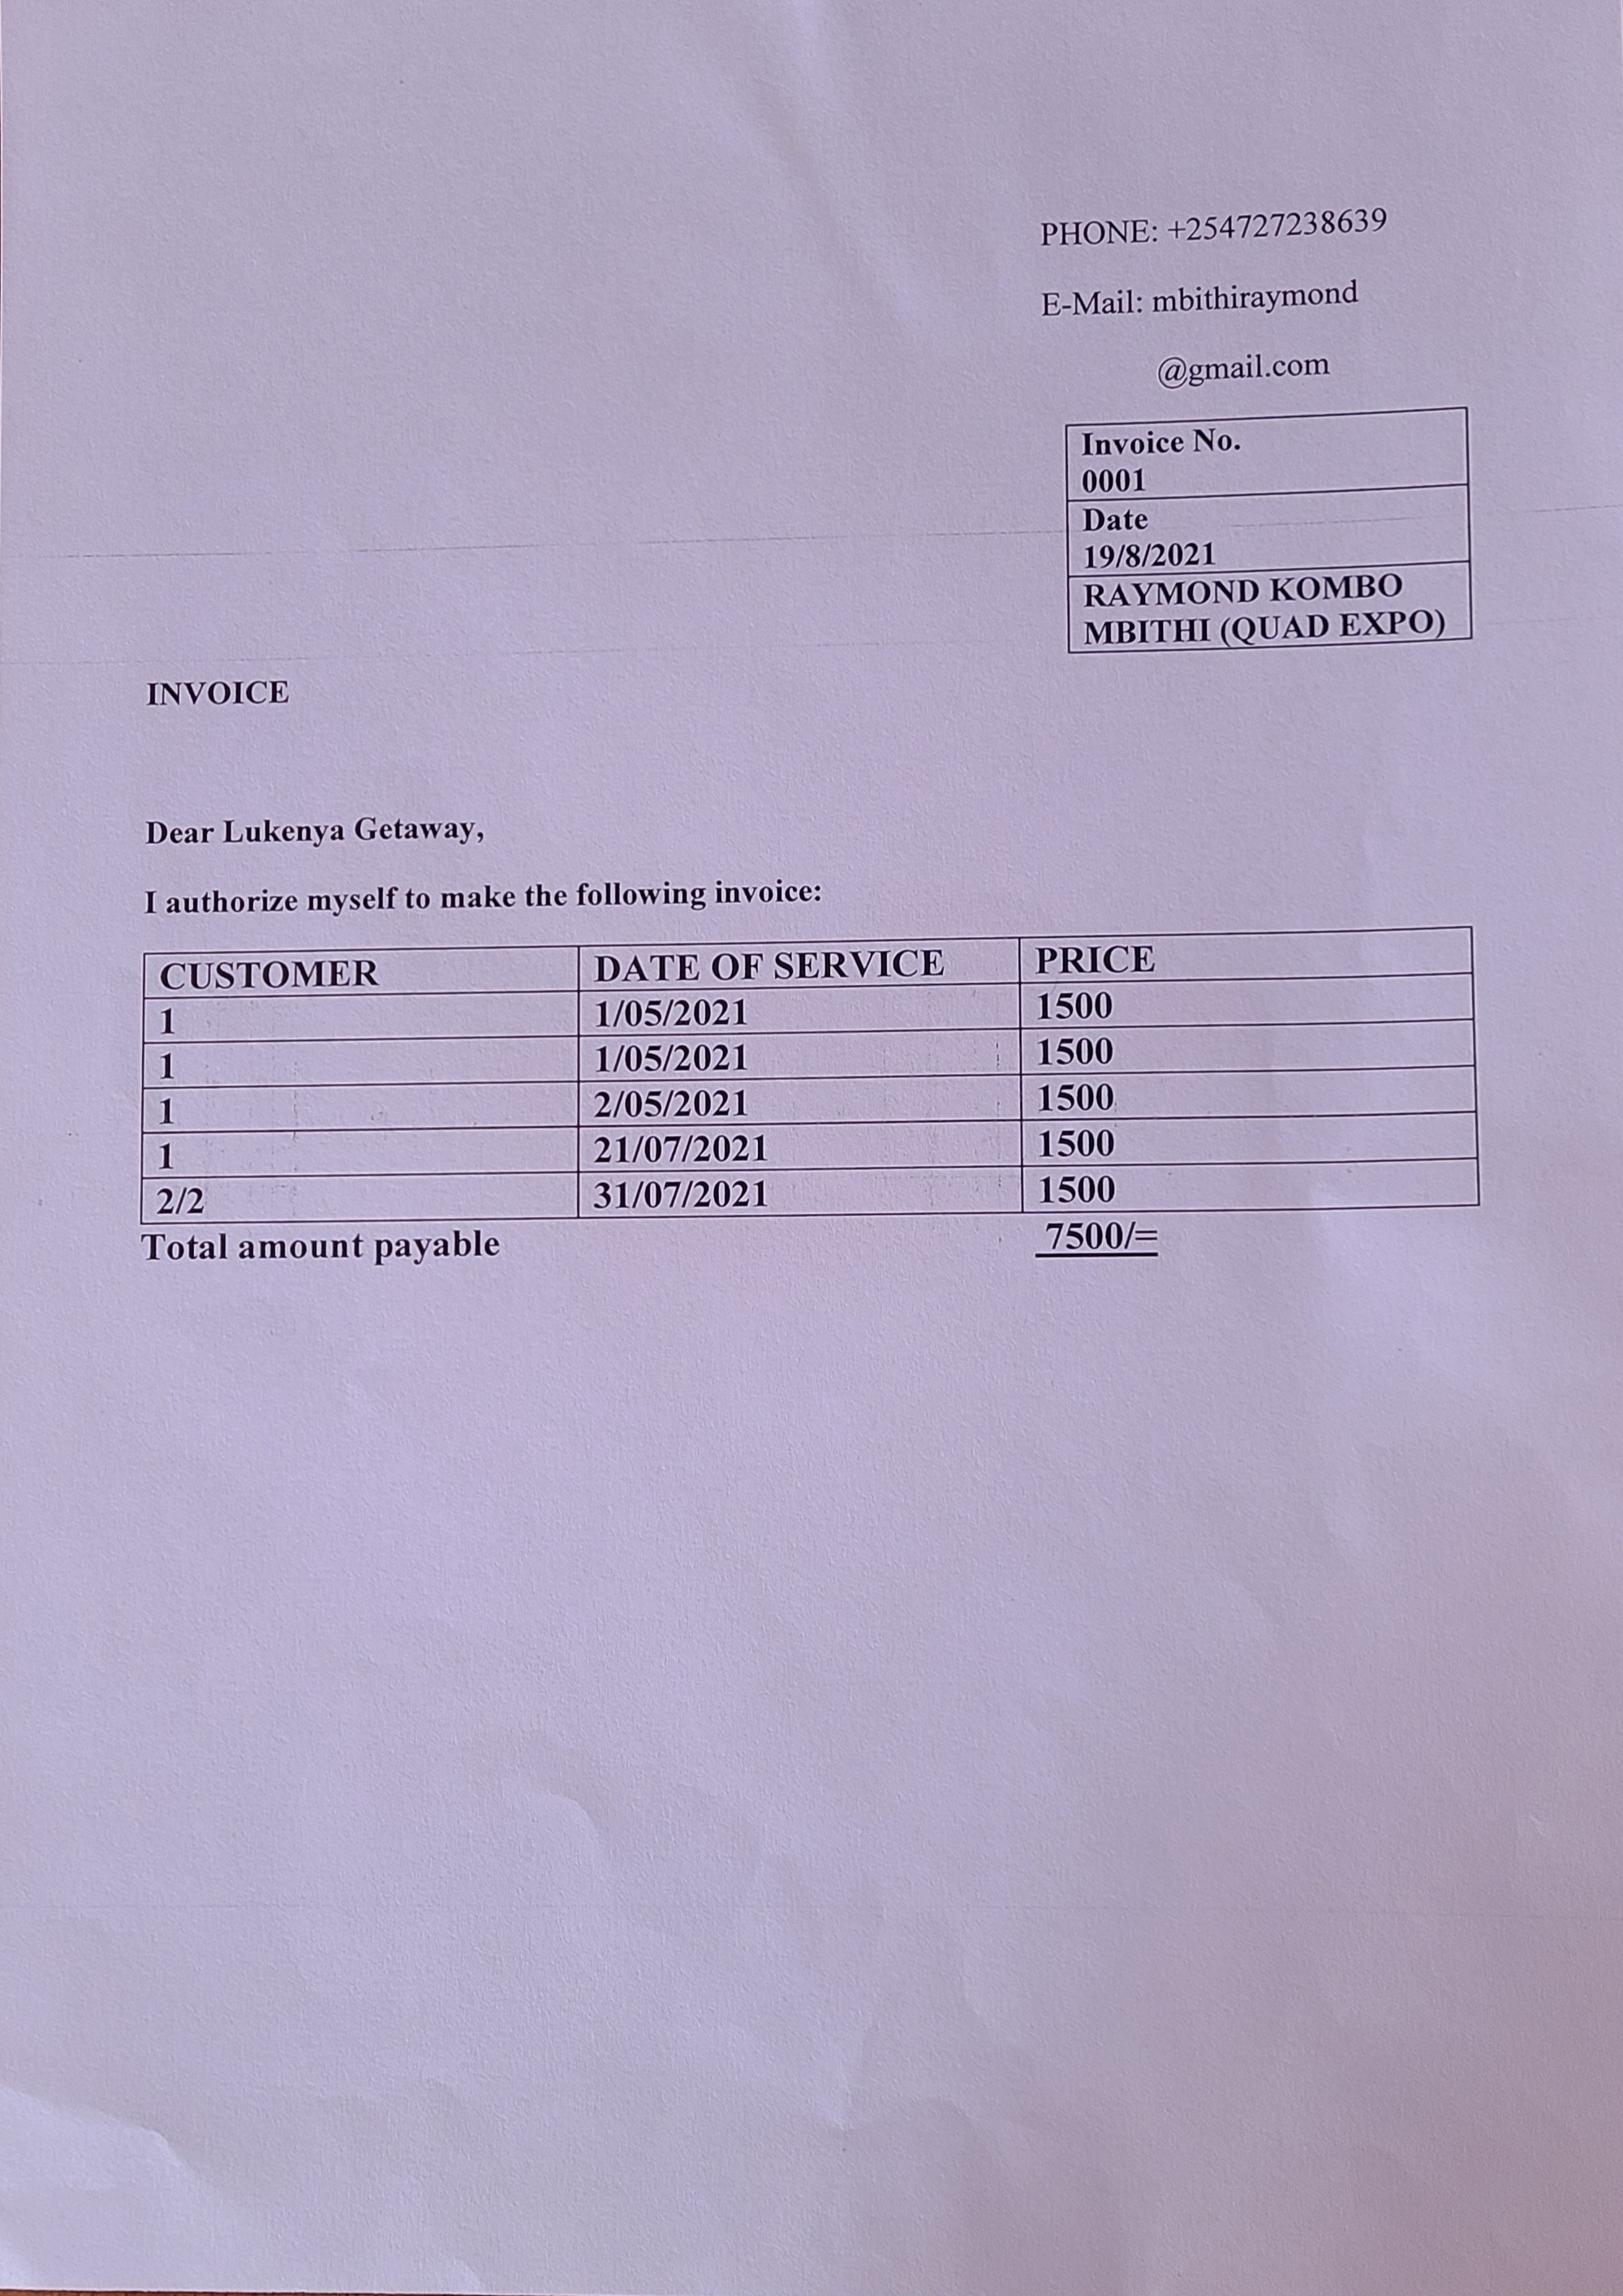 PHONE: +254727238639
E-Mail: mbithiraymond
@gmail.com
Invoice No.
0001
Date
19/8/2021
RAYMOND KOMBO
MBITHI (QUAD EXPO)
INVOICE
Dear Lukenya Getaway,
I authorize myself to make the following invoice:
CUSTOMER DATE OF SERVICE PRICE
1 1/05/2021 1500
1 1/05/2021 1500
1 2/05/2021 1500
1 21/07/2021 1500
2/2 31/07/2021 1500
Total amount payable 7500/=